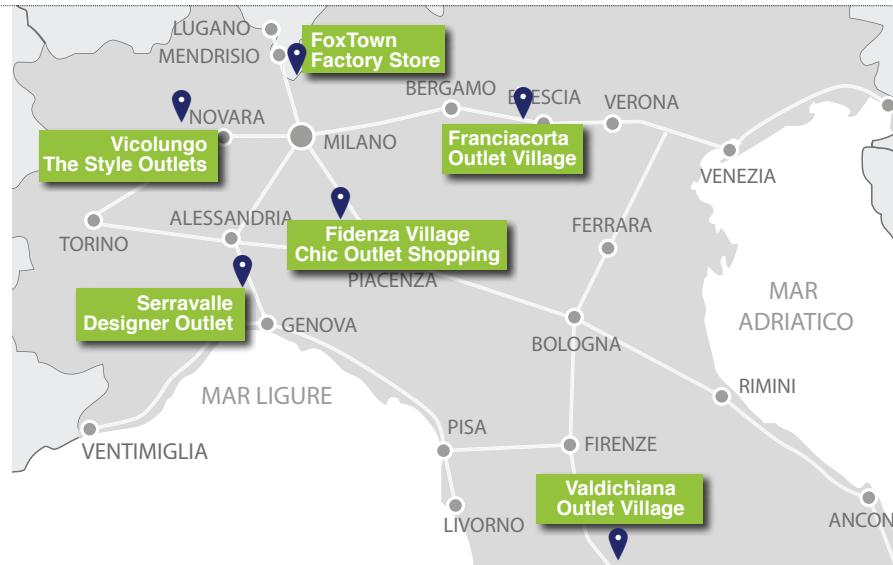 LUGANO
MENDRISIO
FoxTown
Factory Store
BERGAMO
BRESCIA
VERONA
NOVARA
MILANO
Vicolungo
The Style Outlets
Franciacorta
Outlet Village
VENEZIA
ALESSANDRIA
TORINO
Fidenza Village
Chic Outlet Shopping
FERRARA
PIACENZA
Serravalle
Designer Outlet
GENOVA
MAR
ADRIATICO
BOLOGNA
MAR LIGURE
RIMINI
VENTIMIGLIA
PISA
FIRENZE
Valdichiana
Outlet Village
LIVORNO
ANCON